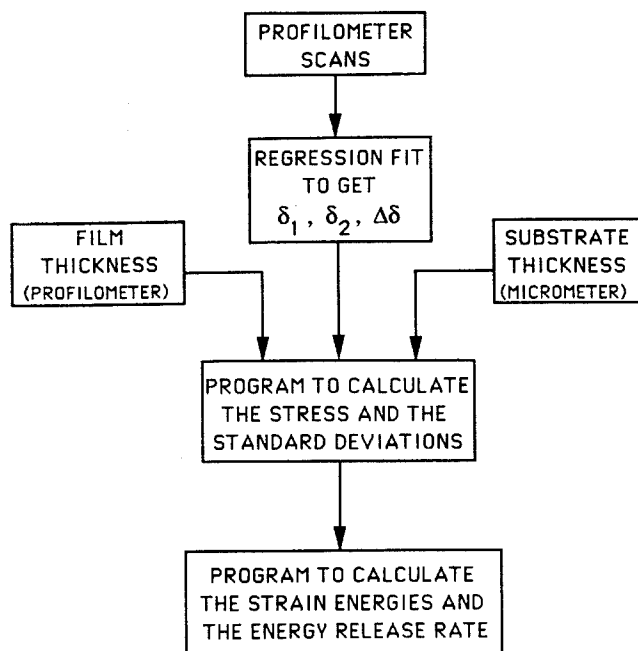 PROFILOMETER
SCANS
REGRESSION FIT
TO GET
δ₁ , δ₂, Δδ
FILM
THICKNESS
(PROFILOMETER)
SUBSTRATE
THICKNESS
(MICROMETER)
PROGRAM TO CALCULATE
THE STRESS AND THE
STANDARD DEVIATIONS
PROGRAM TO CALCULATE
THE STRAIN ENERGIES AND
THE ENERGY RELEASE RATE